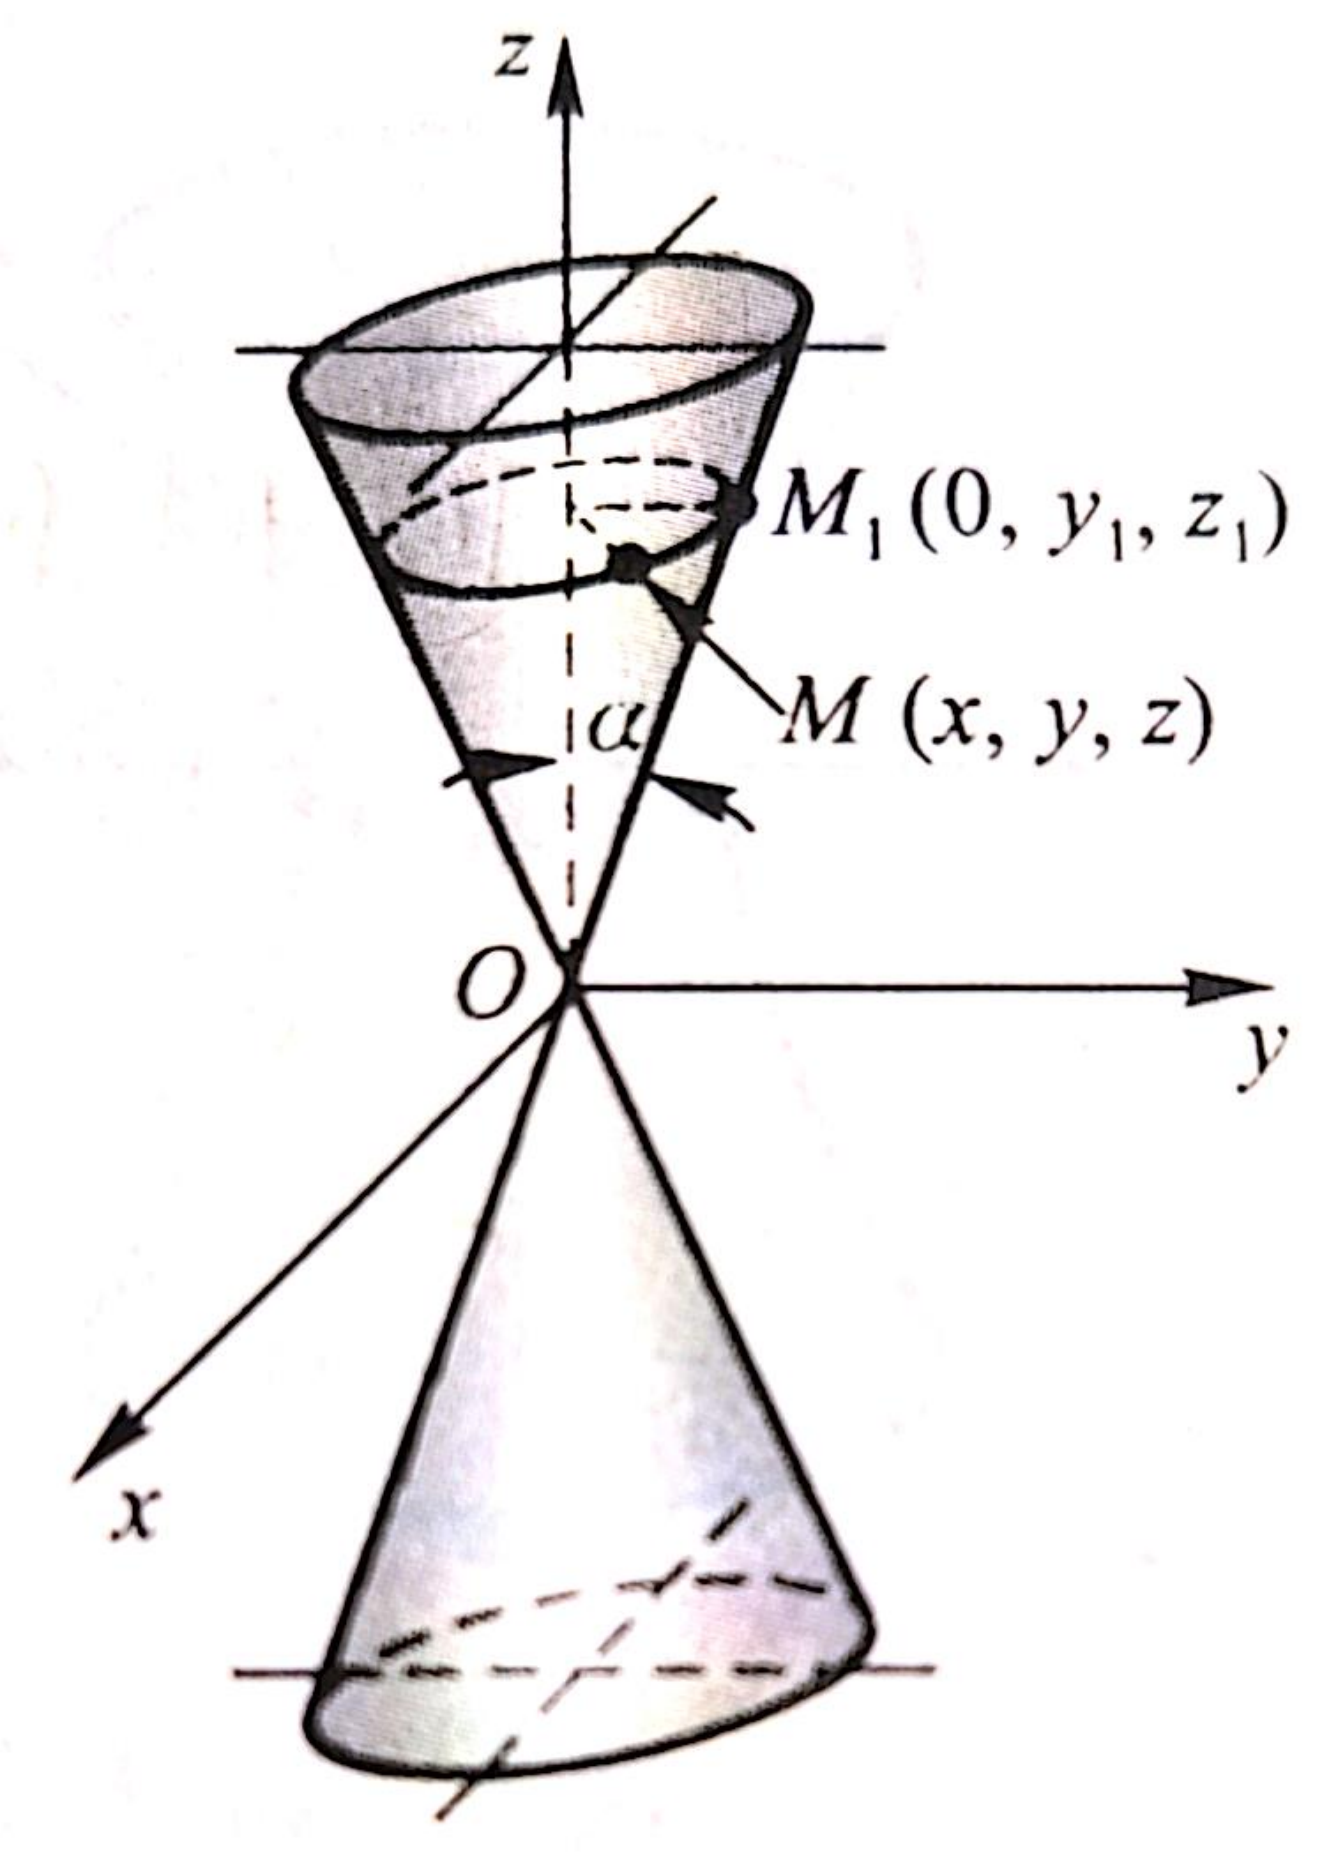 z
M₁ (0, y₁, z₁)
M (x, y, z)
α
O
y
x